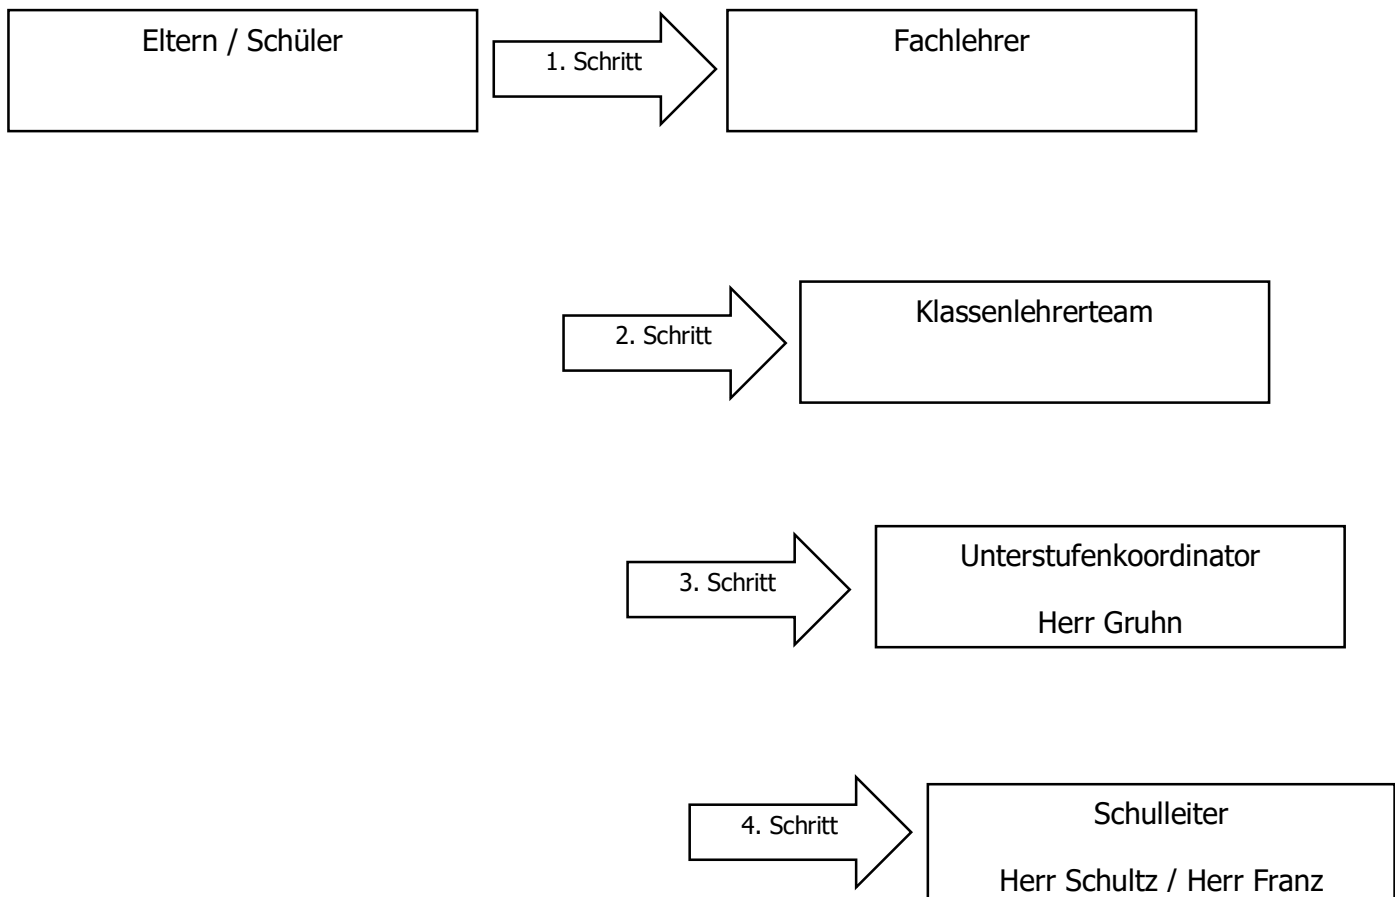 Eltern / Schüler
1. Schritt
Fachlehrer
2. Schritt
Klassenlehrerteam
3. Schritt
Unterstufenkoordinator
Herr Gruhn
4. Schritt
Schulleiter
Herr Schultz / Herr Franz